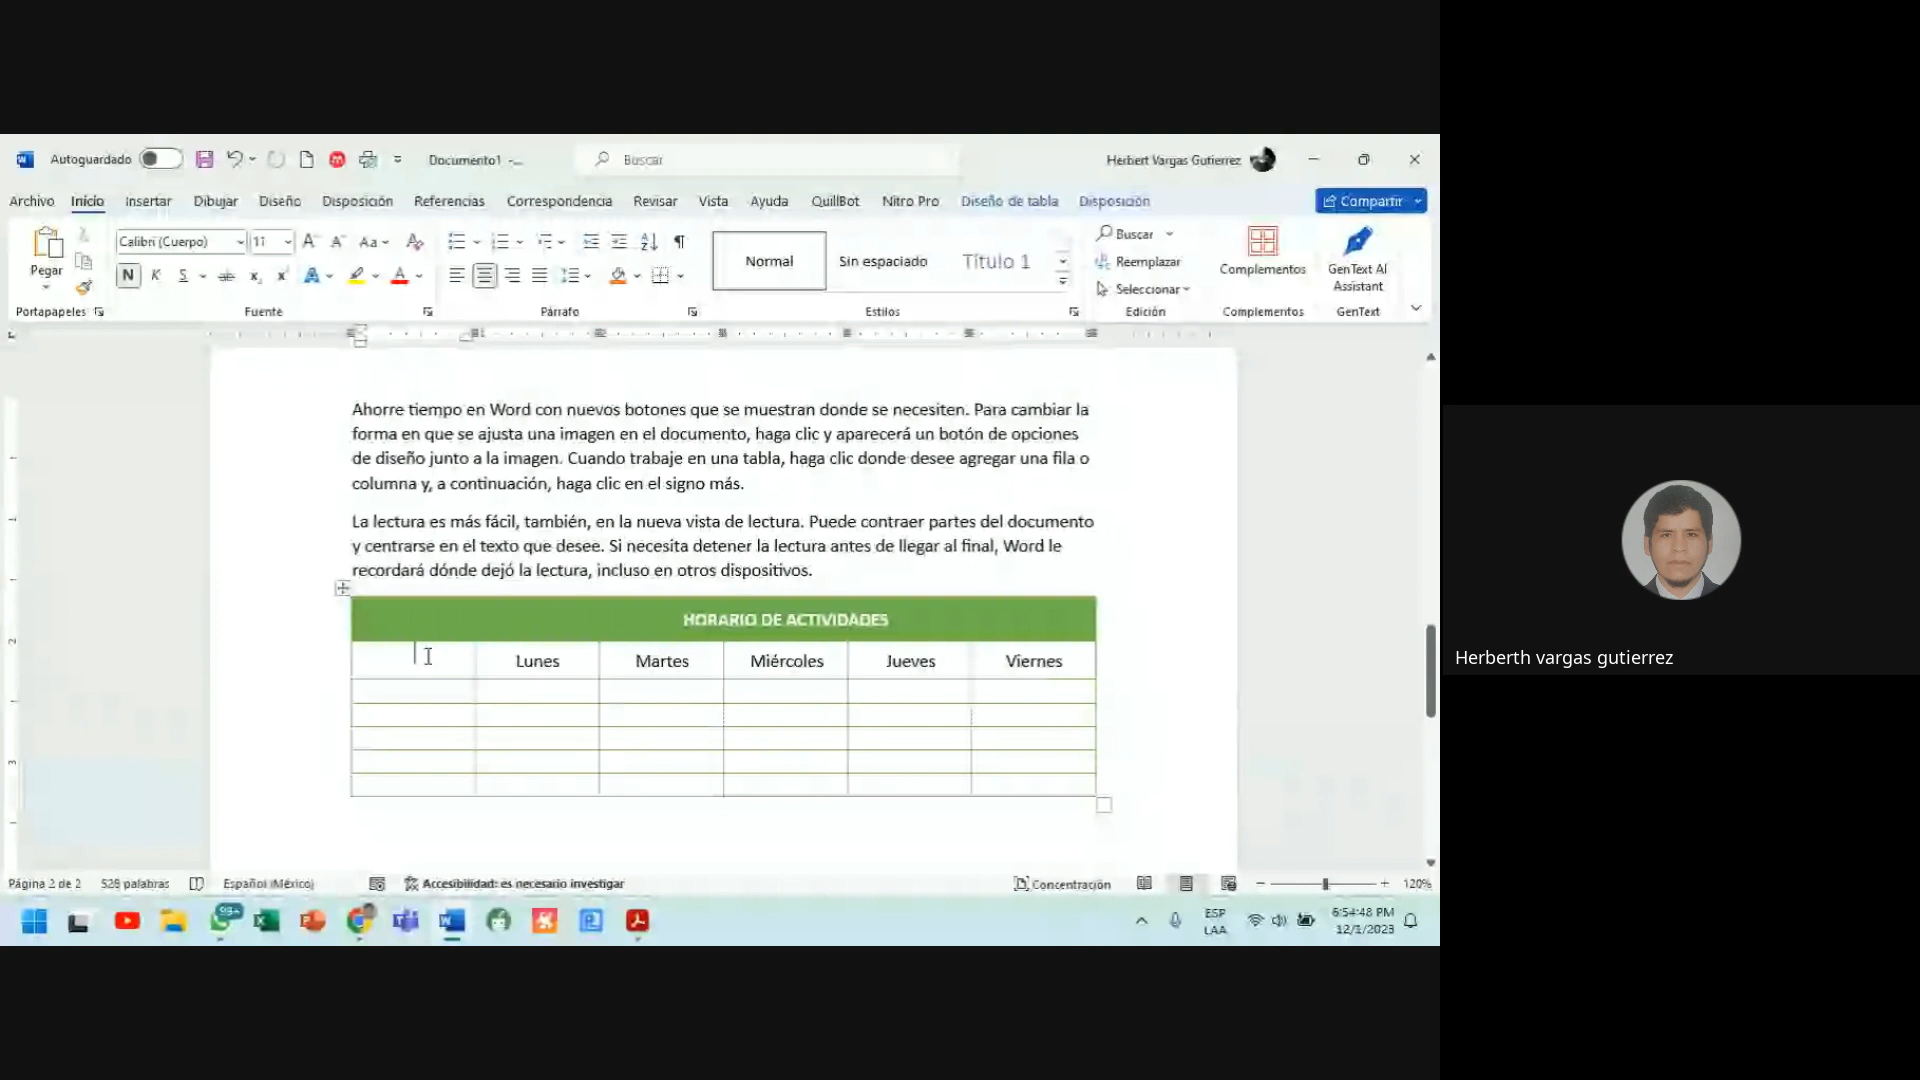 Autoguardado
Documento1 -...
Buscar
Herbert Vargas Gutierrez
Archivo Inicio Insertar Dibujar Diseño Disposición Referencias Correspondencia Revisar Vista Ayuda QuillBot Nitro Pro Diseño de tabla Disposición Compartir
Pegar
Portapapeles
Calibri (Cuerpo) 11
Fuente
Párrafo
Normal Sin espaciado Título 1
Estilos
Buscar
Reemplazar
Seleccionar
Edición
Complementos
Complementos
GenText AI
Assistant
GenText
Ahorre tiempo en Word con nuevos botones que se muestran donde se necesiten. Para cambiar la
forma en que se ajusta una imagen en el documento, haga clic y aparecerá un botón de opciones
de diseño junto a la imagen. Cuando trabaje en una tabla, haga clic donde desee agregar una fila o
columna y, a continuación, haga clic en el signo más.
La lectura es más fácil, también, en la nueva vista de lectura. Puede contraer partes del documento
y centrarse en el texto que desee. Si necesita detener la lectura antes de llegar al final, Word le
recordará dónde dejó la lectura, incluso en otros dispositivos.
HORARIO DE ACTIVIDADES
Lunes Martes Miércoles Jueves Viernes
Página 2 de 2 528 palabras Español (México) Accesibilidad: es necesario investigar Concentración 120%
ESP
LAA
6:54:48 PM
12/1/2023
Herberth vargas gutierrez